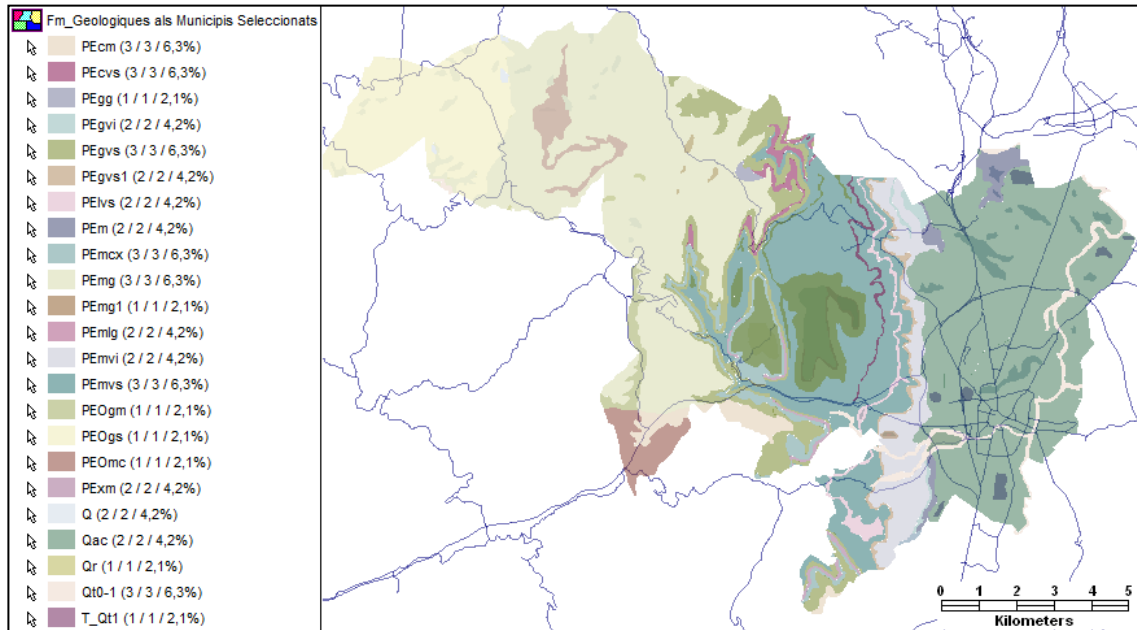 Fm_Geologiques als Municipis Seleccionats
PEcm (3 / 3 / 6,3%)
PEcvs (3 / 3 / 6,3%)
PEgg (1 / 1 / 2,1%)
PEgvi (2 / 2 / 4,2%)
PEgvs (3 / 3 / 6,3%)
PEgvs1 (2 / 2 / 4,2%)
PElvs (2 / 2 / 4,2%)
PEm (2 / 2 / 4,2%)
PEmcx (3 / 3 / 6,3%)
PEmg (3 / 3 / 6,3%)
PEmg1 (1 / 1 / 2,1%)
PEmlg (2 / 2 / 4,2%)
PEmvi (2 / 2 / 4,2%)
PEmvs (3 / 3 / 6,3%)
PEOgm (1 / 1 / 2,1%)
PEOgs (1 / 1 / 2,1%)
PEOmc (1 / 1 / 2,1%)
PExm (2 / 2 / 4,2%)
Q (2 / 2 / 4,2%)
Qac (2 / 2 / 4,2%)
Qr (1 / 1 / 2,1%)
Qt0-1 (3 / 3 / 6,3%)
T_Qt1 (1 / 1 / 2,1%)
0 1 2 3 4 5
Kilometers